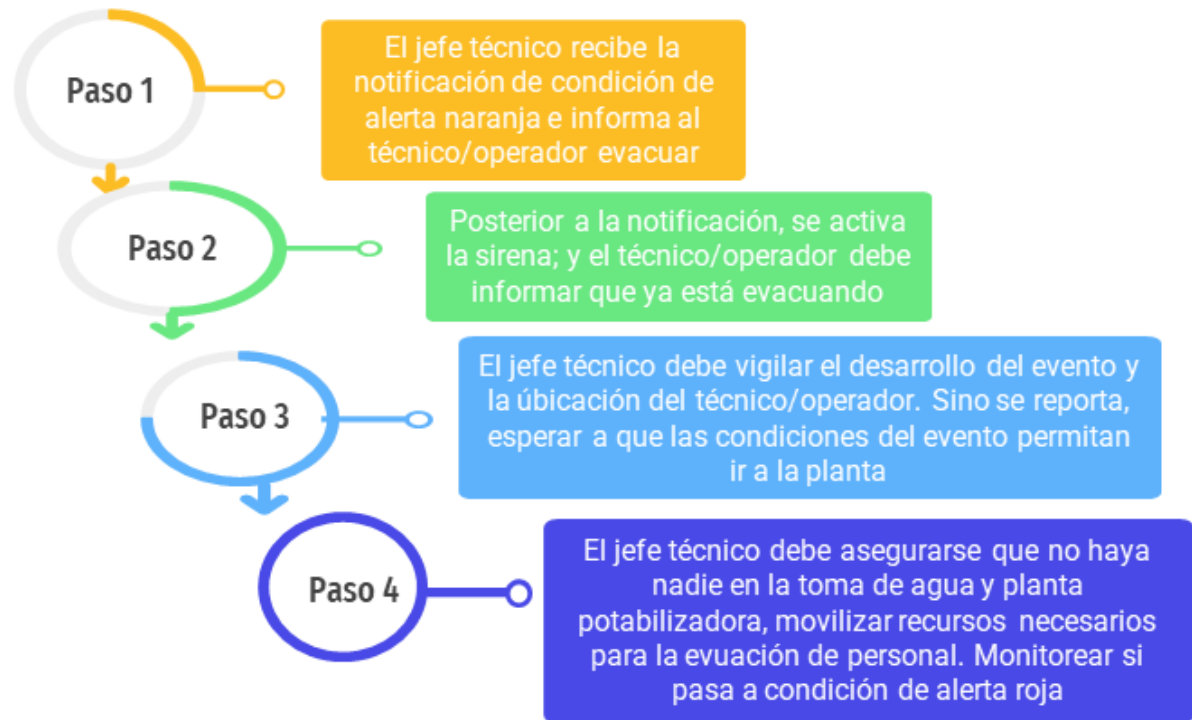 Paso 1
El jefe técnico recibe la
notificación de condición de
alerta naranja e informa al
técnico/operador evacuar
Paso 2
Posterior a la notificación, se activa
la sirena; y el técnico/operador debe
informar que ya está evacuando
Paso 3
El jefe técnico debe vigilar el desarrollo del evento y
la úbicación del técnico/operador. Sino se reporta,
esperar a que las condiciones del evento permitan
ir a la planta
Paso 4
El jefe técnico debe asegurarse que no haya
nadie en la toma de agua y planta
potabilizadora, movilizar recursos necesarios
para la evuación de personal. Monitorear si
pasa a condición de alerta roja